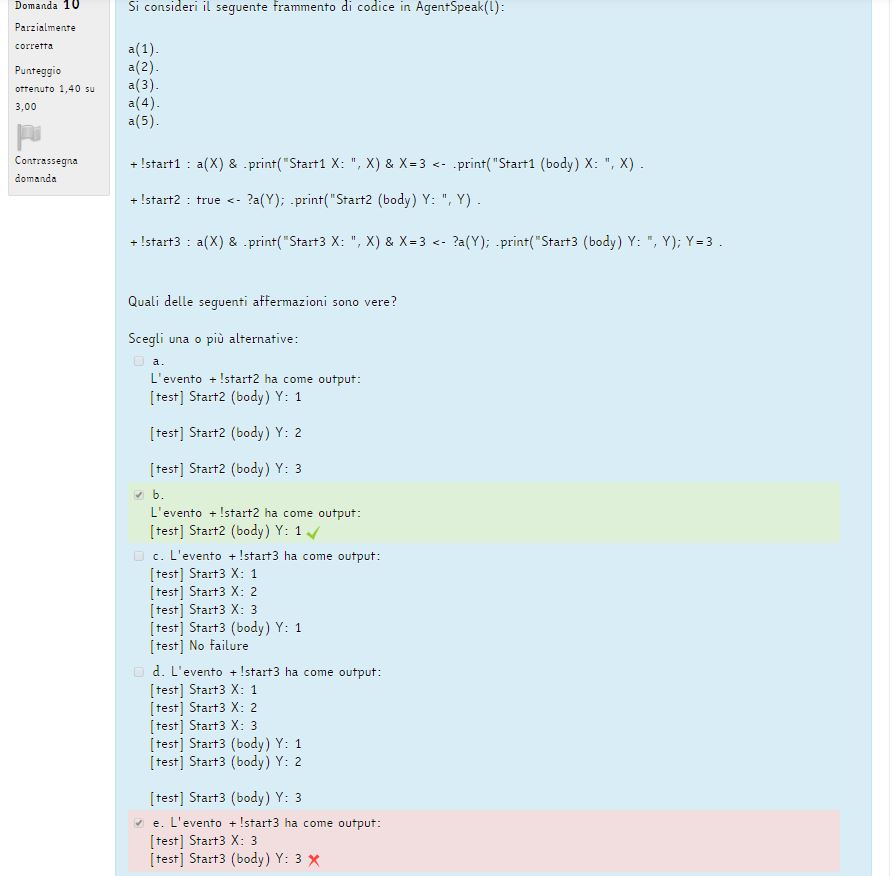 Domanda 10
Parzialmente
corretta
Punteggio
ottenuto 1,40 su
3,00
Contrassegna
domanda
Si consideri il seguente frammento di codice in AgentSpeak(l):
a(1).
a(2).
a(3).
a(4).
a(5).
+!start1 : a(X) & .print("Start1 X: ", X) & X=3 <- .print("Start1 (body) X: ", X) .
+!start2 : true <- ?a(Y); .print("Start2 (body) Y: ", Y) .
+!start3 : a(X) & .print("Start3 X: ", X) & X=3 <- ?a(Y); .print("Start3 (body) Y: ", Y); Y=3 .
Quali delle seguenti affermazioni sono vere?
Scegli una o più alternative:
a.
L'evento +!start2 ha come output:
[test] Start2 (body) Y: 1
[test] Start2 (body) Y: 2
[test] Start2 (body) Y: 3
b.
L'evento +!start2 ha come output:
[test] Start2 (body) Y: 1
c. L'evento +!start3 ha come output:
[test] Start3 X: 1
[test] Start3 X: 2
[test] Start3 X: 3
[test] Start3 (body) Y: 1
[test] No failure
d. L'evento +!start3 ha come output:
[test] Start3 X: 1
[test] Start3 X: 2
[test] Start3 X: 3
[test] Start3 (body) Y: 1
[test] Start3 (body) Y: 2
[test] Start3 (body) Y: 3
e. L'evento +!start3 ha come output:
[test] Start3 X: 3
[test] Start3 (body) Y: 3